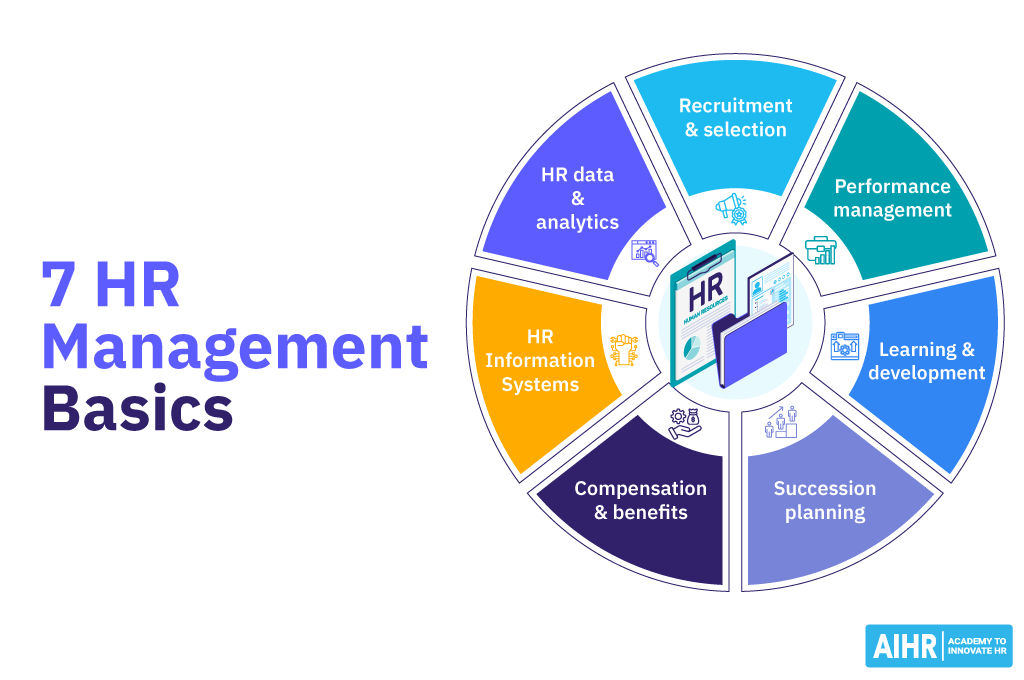 7 HR
Management
Basics
Recruitment
& selection
Performance
management
Learning &
development
Succession
planning
Compensation
& benefits
HR
Information
Systems
HR data
&
analytics
HR
HUMAN RESOURCES
AIHR
ACADEMY TO
INNOVATE HR